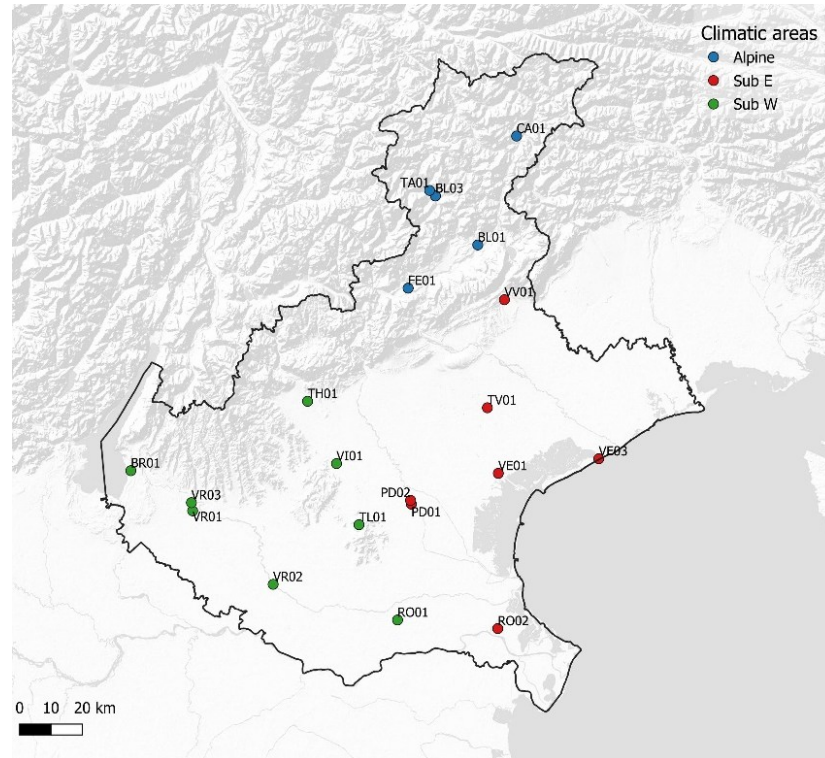 Climatic areas
Alpine
Sub E
Sub W
CA01
TA01
BL03
BL01
FE01
VV01
TH01
TV01
BR01
VI01
VE03
VE01
VR03
PD02
VR01
PD01
TL01
VR02
RO01
RO02
0 10 20 km